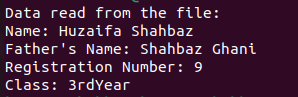 Data read from the file:
Name: Huzaifa Shahbaz
Father's Name: Shahbaz Ghani
Registration Number: 9
Class: 3rdYear